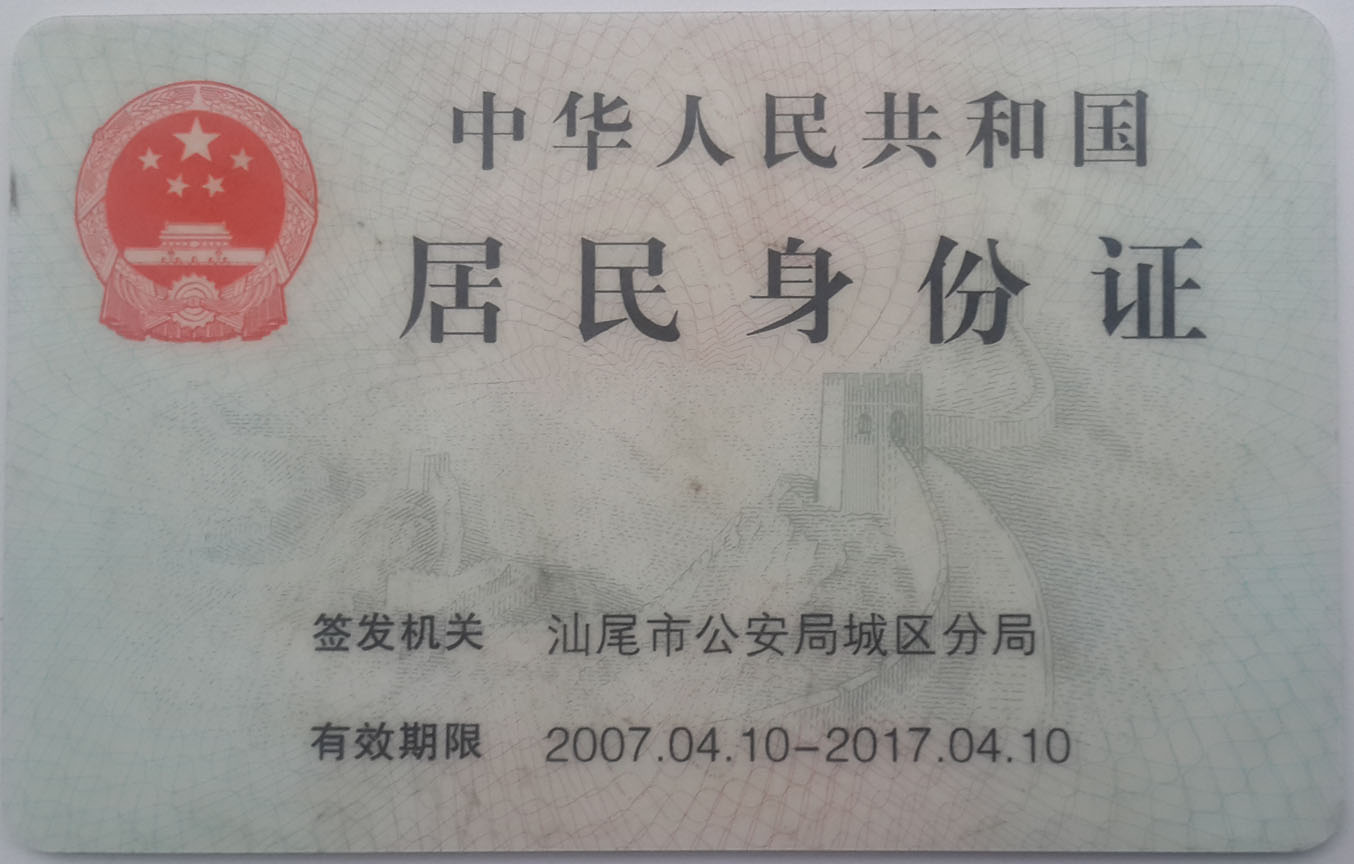 中华人民共和国
居民身份证
签发机关 汕尾市公安局城区分局
有效期限 2007.04.10-2017.04.10